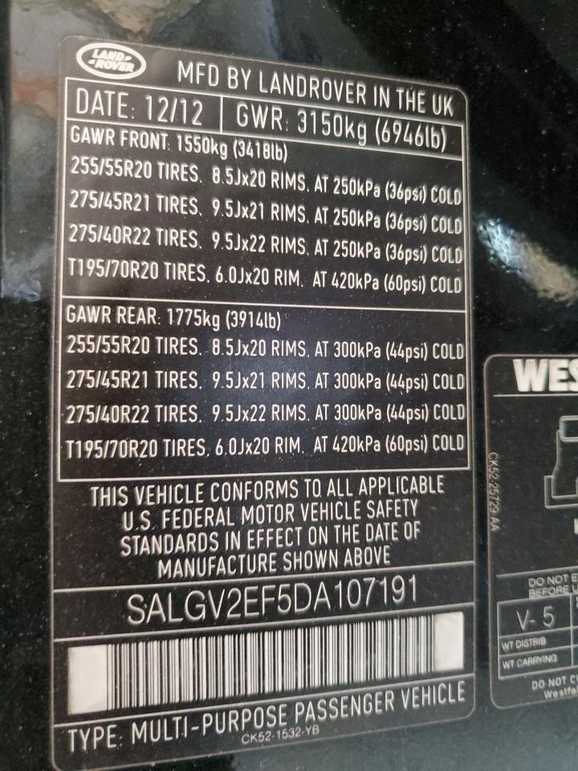 LAND-
-ROVER
MFD BY LANDROVER IN THE UK
DATE: 12/12 GWR: 3150kg (6946lb)
GAWR FRONT: 1550kg (3418lb)
255/55R20 TIRES. 8.5Jx20 RIMS. AT 250kPa (36psi) COLD
275/45R21 TIRES. 9.5Jx21 RIMS. AT 250kPa (36psi) COLD
275/40R22 TIRES. 9.5Jx22 RIMS. AT 250kPa (36psi) COLD
T195/70R20 TIRES. 6.0Jx20 RIM. AT 420kPa (60psi) COLD
GAWR REAR: 1775kg (3914lb)
255/55R20 TIRES. 8.5Jx20 RIMS. AT 300kPa (44psi) COLD
275/45R21 TIRES. 9.5Jx21 RIMS. AT 300kPa (44psi) COLD
275/40R22 TIRES. 9.5Jx22 RIMS. AT 300kPa (44psi) COLD
T195/70R20 TIRES. 6.0Jx20 RIM. AT 420kPa (60psi) COLD
THIS VEHICLE CONFORMS TO ALL APPLICABLE
U.S. FEDERAL MOTOR VEHICLE SAFETY
STANDARDS IN EFFECT ON THE DATE OF
MANUFACTURE SHOWN ABOVE
SALGV2EF5DA107191
TYPE: MULTI-PURPOSE PASSENGER VEHICLE
CK52-1532-YB
WES
CK52-25729-AA
DO NOT E
BEFORE U
V- 5
WT DISTRIB
WT CARRYING
DO NOT C
Westfa